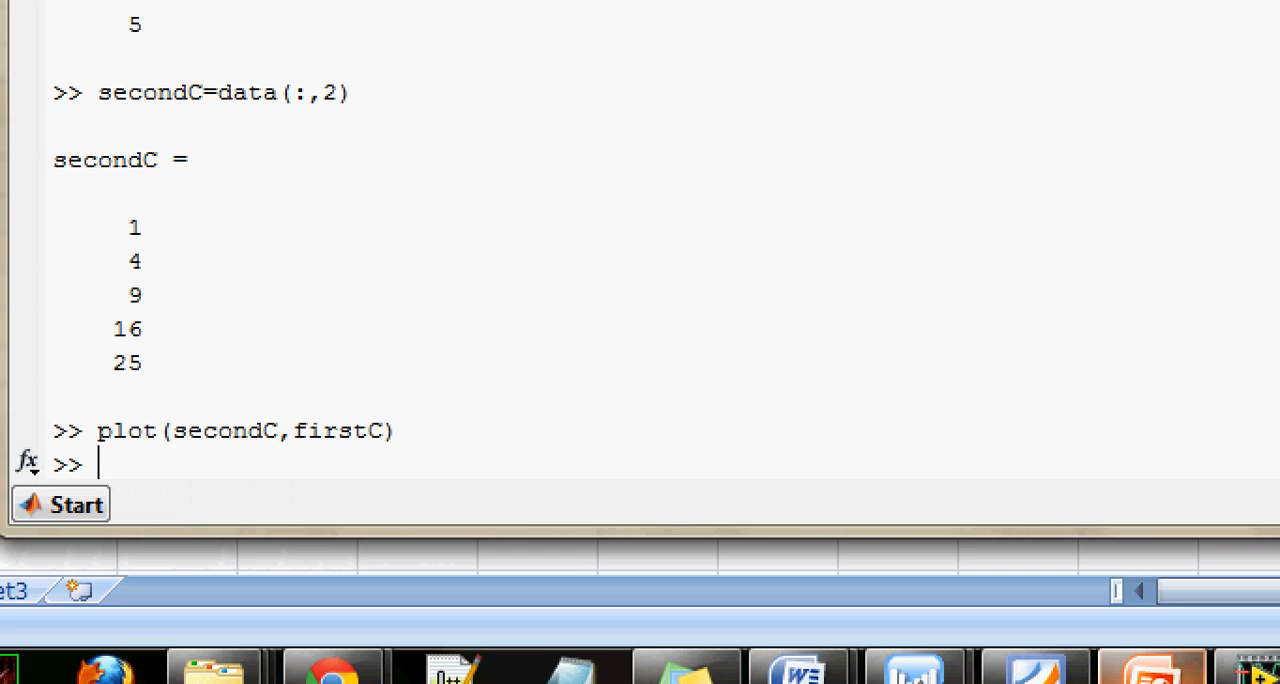 5
>> secondC=data(:,2)
secondC =
1
4
9
16
25
>> plot(secondC,firstC)
fx >>
Start
et3